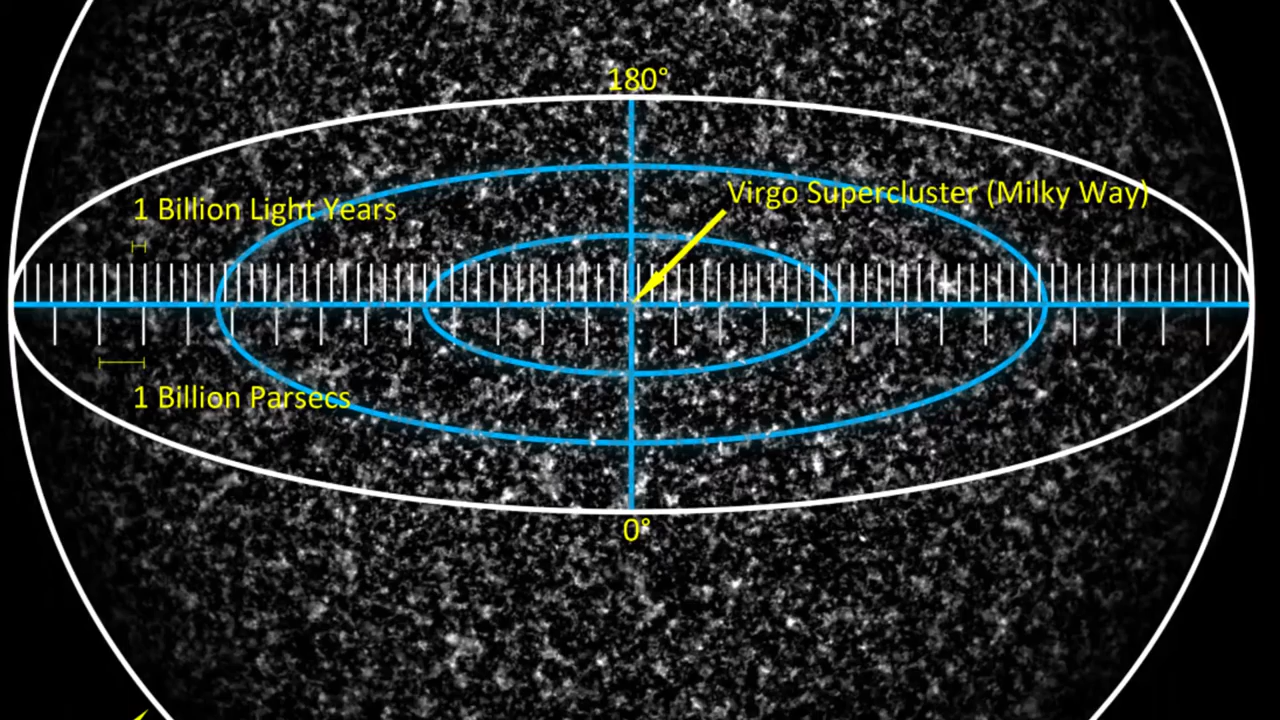 180°
Virgo Supercluster (Milky Way)
1 Billion Light Years
1 Billion Parsecs
0°